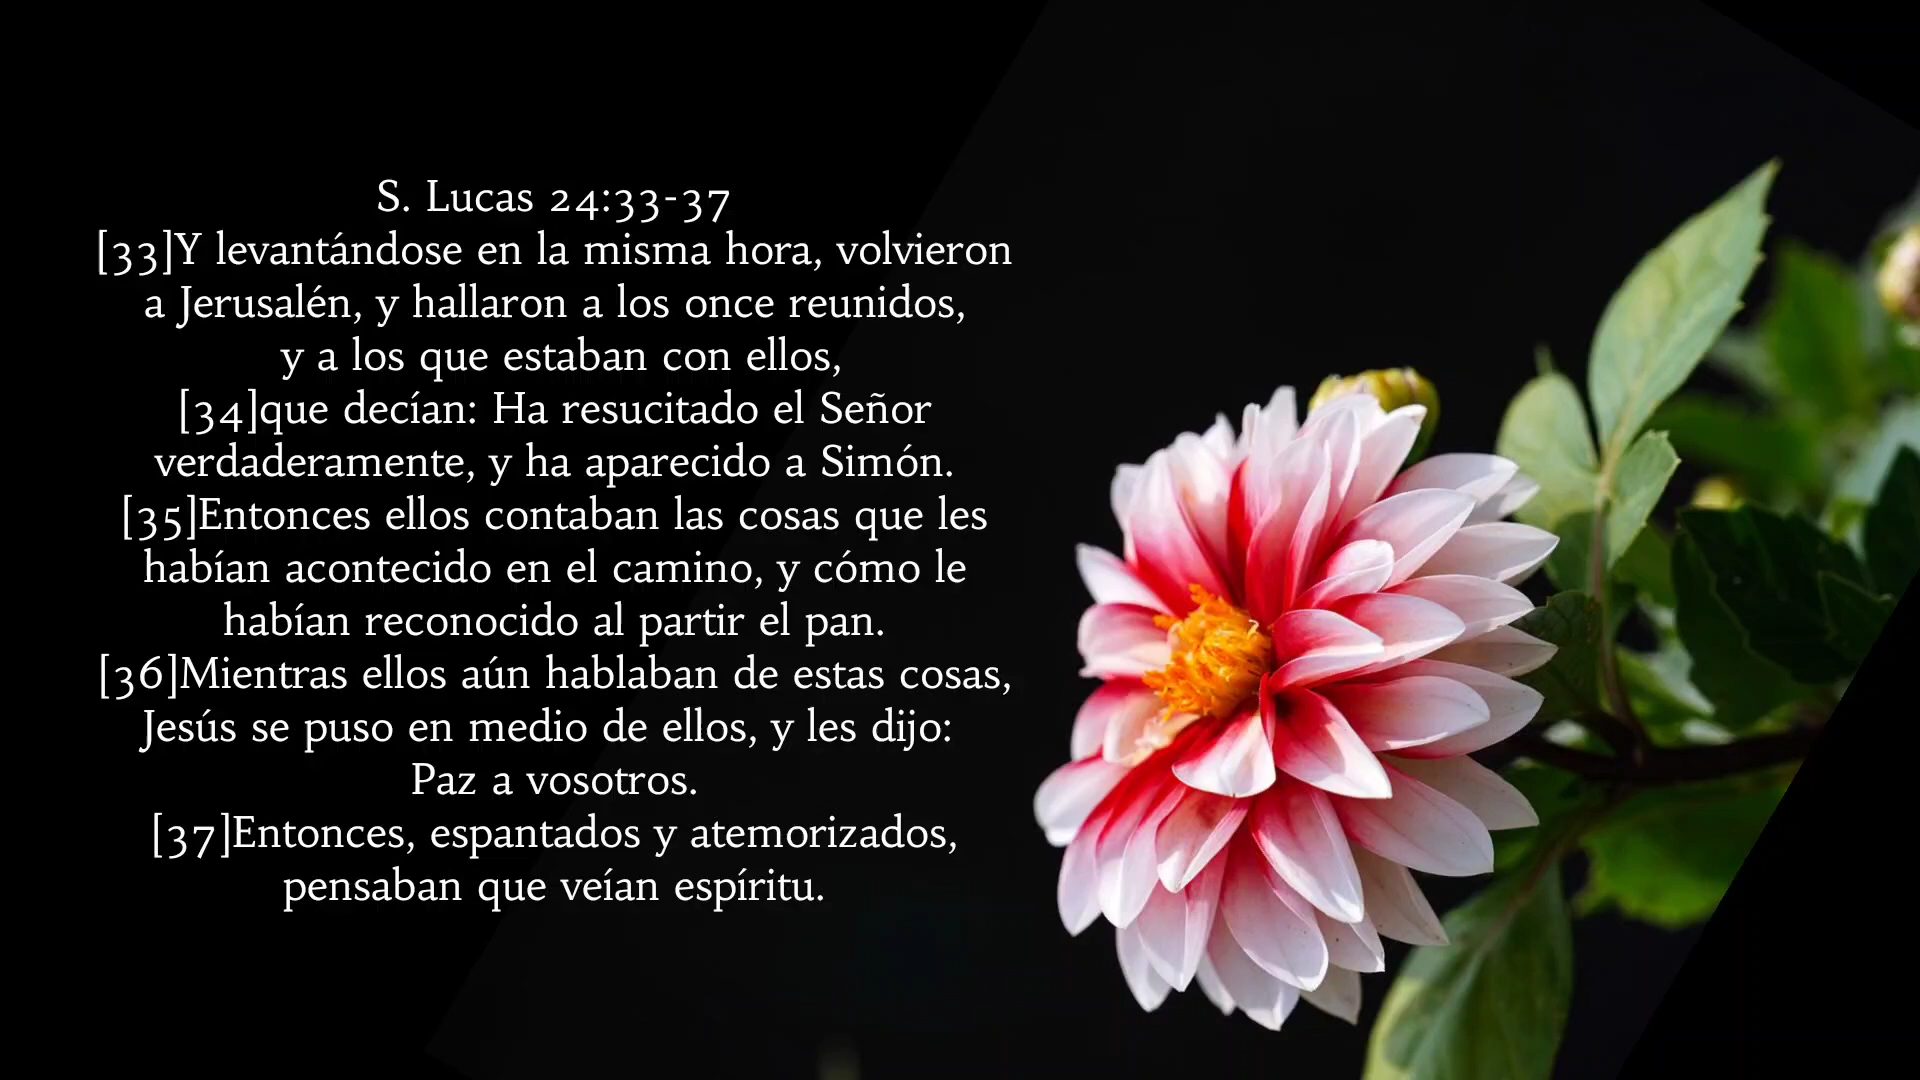 S. Lucas 24:33-37
[33]Y levantándose en la misma hora, volvieron
a Jerusalén, y hallaron a los once reunidos,
y a los que estaban con ellos,
[34]que decían: Ha resucitado el Señor
verdaderamente, y ha aparecido a Simón.
[35]Entonces ellos contaban las cosas que les
habían acontecido en el camino, y cómo le
habían reconocido al partir el pan.
[36]Mientras ellos aún hablaban de estas cosas,
Jesús se puso en medio de ellos, y les dijo:
Paz a vosotros.
[37]Entonces, espantados y atemorizados,
pensaban que veían espíritu.